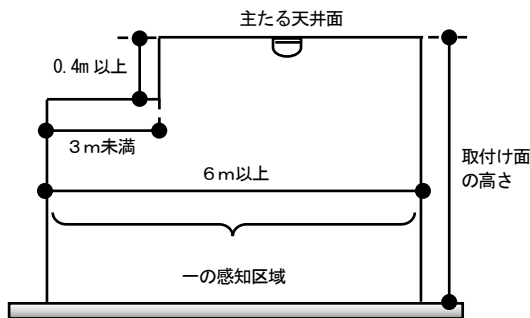 主たる天井面
0.4m 以上
3m未満
取付け面
の高さ
6m以上
一の感知区域